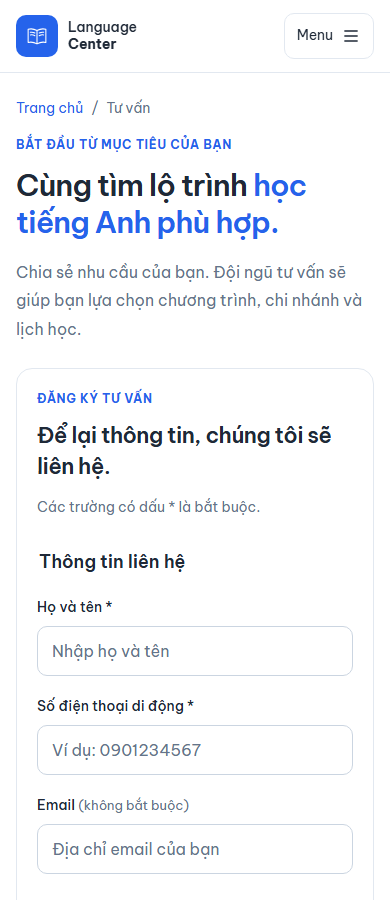 Language
Center
Menu
Trang chủ / Tư vấn
BẮT ĐẦU TỪ MỤC TIÊU CỦA BẠN
Cùng tìm lộ trình học
tiếng Anh phù hợp.
Chia sẻ nhu cầu của bạn. Đội ngũ tư vấn sẽ
giúp bạn lựa chọn chương trình, chi nhánh và
lịch học.
ĐĂNG KÝ TƯ VẤN
Để lại thông tin, chúng tôi sẽ
liên hệ.
Các trường có dấu * là bắt buộc.
Thông tin liên hệ
Họ và tên *
Nhập họ và tên
Số điện thoại di động *
Ví dụ: 0901234567
Email (không bắt buộc)
Địa chỉ email của bạn